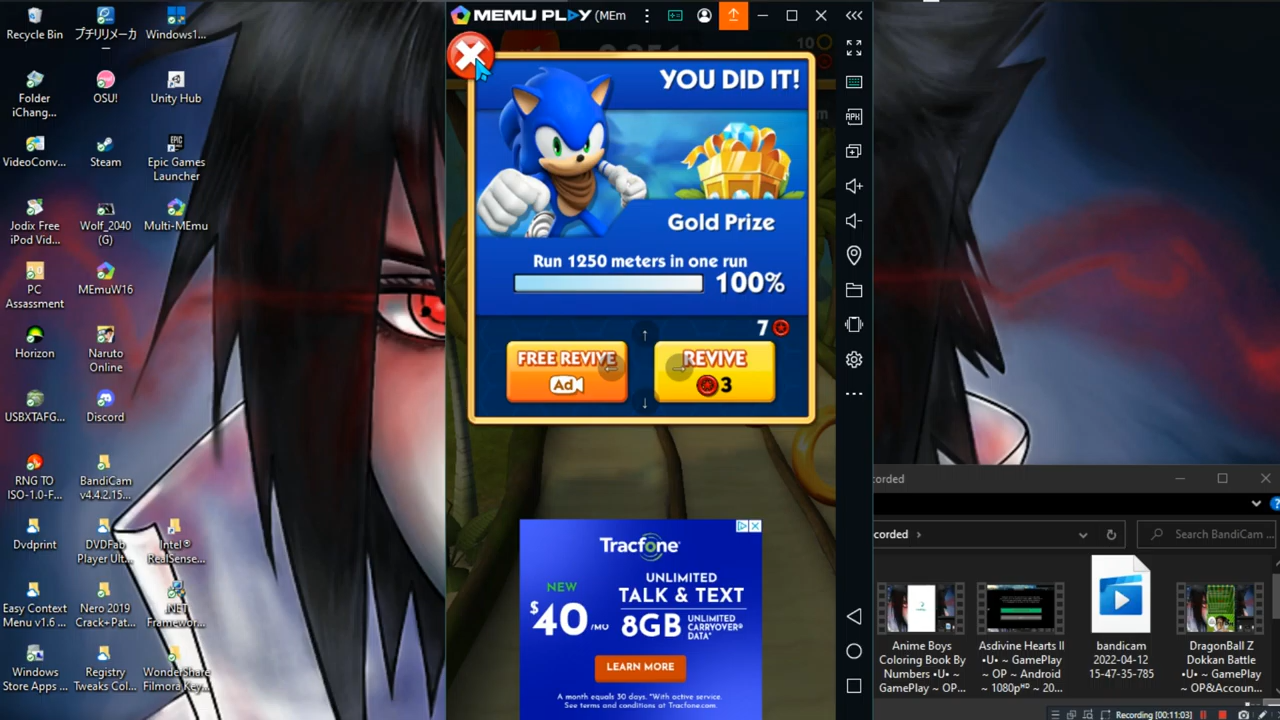 Recycle Bin
プチリメーカ
ー
Windows1...
Folder
iChang...
OSU!
Unity Hub
VideoConv...
Steam
Epic Games
Launcher
Jodix Free
iPod Vid...
Wolf_2040
(G)
Multi-MEmu
PC
Assassment
MEmuW16
Horizon
Naruto
Online
USBXTAFG...
Discord
RNG TO
ISO-1.0-F...
BandiCam
v4.4.2.15...
Dvdprint
DVDFab
Player Ult...
Intel®
RealSense...
Easy Context
Menu v1.6 ...
Nero 2019
Crack+Pat...
.NET
Framewor...
Windows
Store Apps ...
Registry
Tweaks Col...
WonderShare
Filmora Key...
MEMU PLAY (MEm
APK
YOU DID IT!
Gold Prize
Run 1250 meters in one run
100%
7
FREE REVIVE
Ad
REVIVE
3
Tracfone
NEW
$40/MO
UNLIMITED
TALK & TEXT
8GB UNLIMITED
CARRYOVER
DATA*
LEARN MORE
A month equals 30 days. *With active service.
See terms and conditions at Tracfone.com.
corded
corded
Search BandiCam ...
Anime Boys
Coloring Book By
Numbers •U• ~
GamePlay ~ OP...
Asdivine Hearts II
•U• ~ GamePlay
~ OP ~ Android
~ 1080pᴴᴰ ~ 20...
bandicam
2022-04-12
15-47-35-785
DragonBall Z
Dokkan Battle
•U• ~ GamePlay
~ OP&Accoun...
Recording [00:11:03]